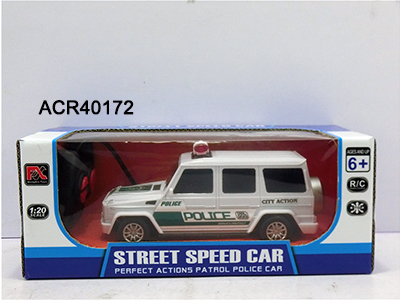 ACR40172
AGES AND UP
6+
R/C
1:20
SCALE
POLICE
POLICE
CITY ACTION
STREET SPEED CAR
PERFECT ACTIONS PATROL POLICE CAR